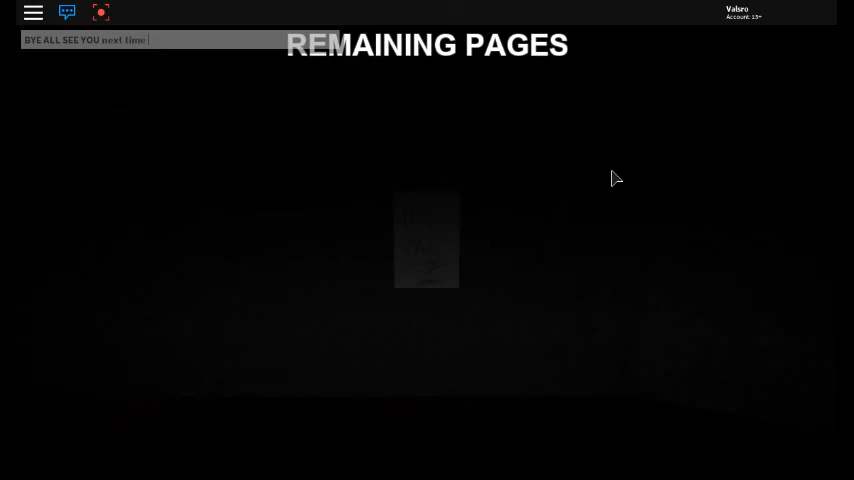 Valsro
Account: 13+
BYE ALL SEE YOU next time
REMAINING PAGES